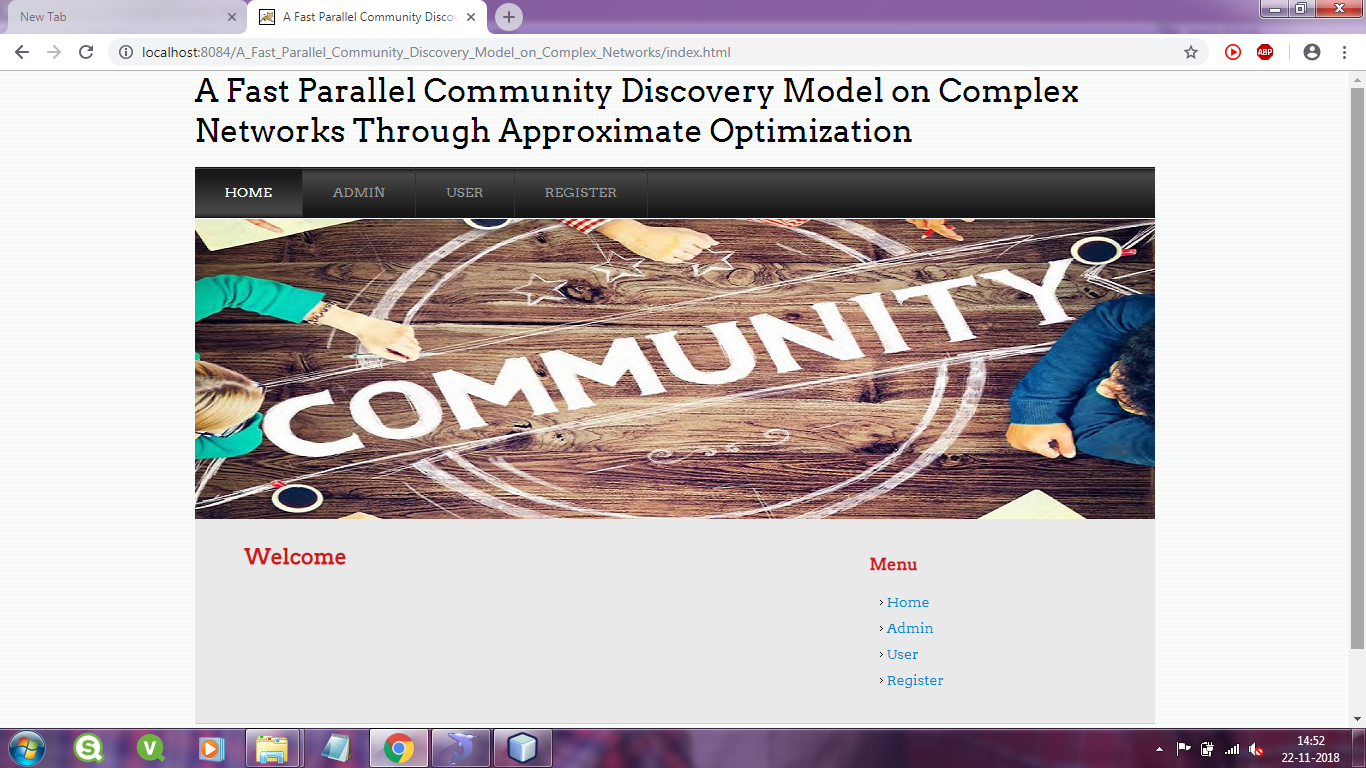 New Tab
A Fast Parallel Community Disco
localhost:8084/A_Fast_Parallel_Community_Discovery_Model_on_Complex_Networks/index.html
ABP
A Fast Parallel Community Discovery Model on Complex
Networks Through Approximate Optimization
HOME
ADMIN
USER
REGISTER
COMMUNITY
Welcome
Menu
Home
Admin
User
Register
S
V
14:52
22-11-2018